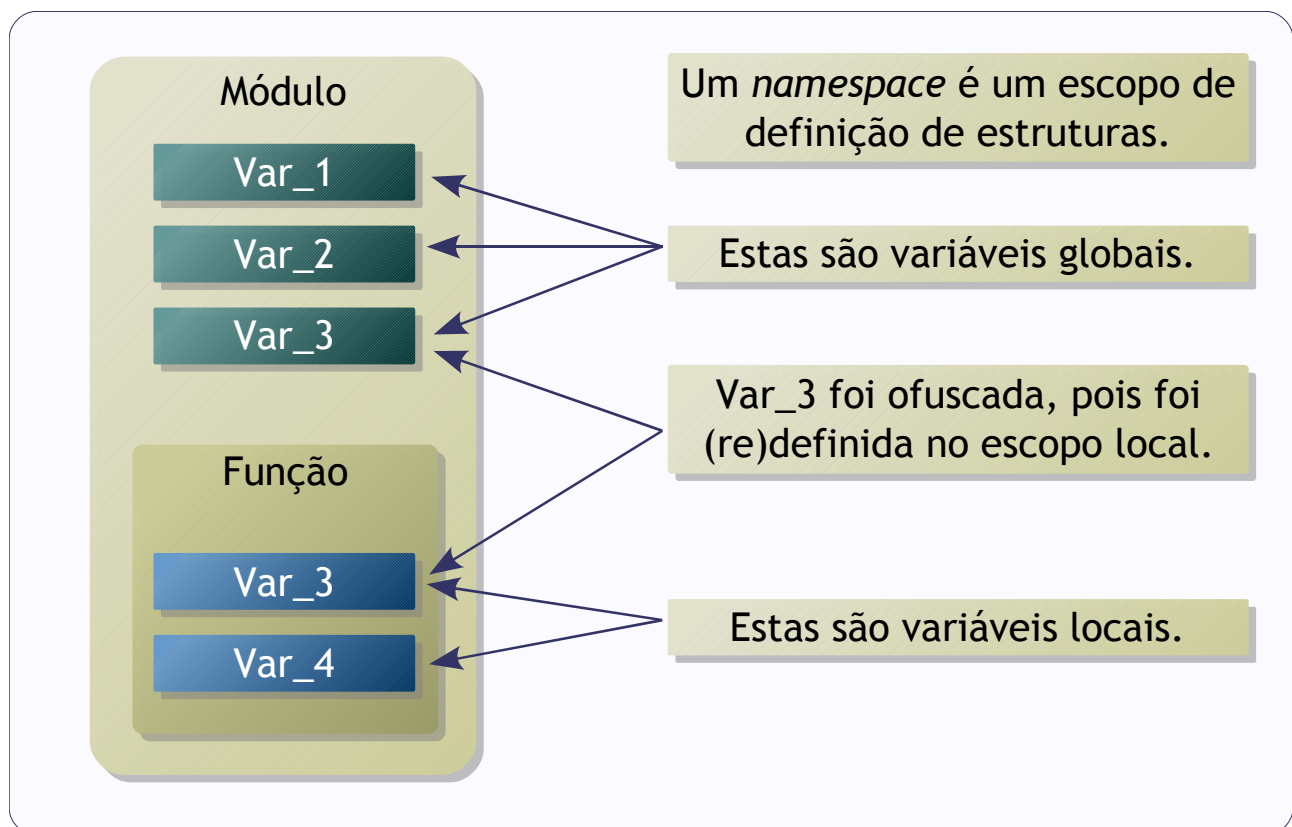 Módulo
Var_1
Var_2
Var_3
Função
Var_3
Var_4
Um namespace é um escopo de
definição de estruturas.
Estas são variáveis globais.
Var_3 foi ofuscada, pois foi
(re)definida no escopo local.
Estas são variáveis locais.